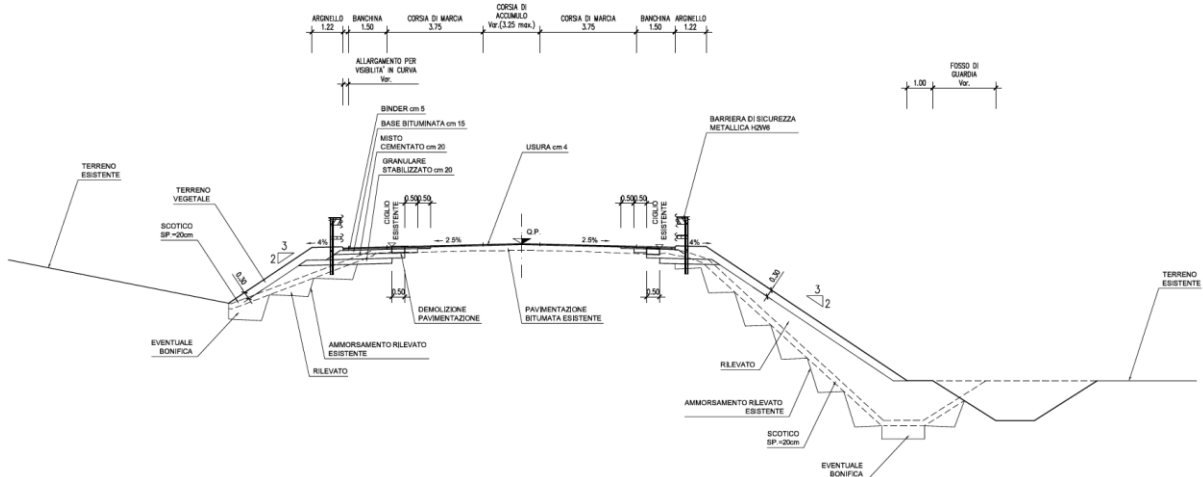 ARGINELLO
1.22
BANCHINA
1.50
CORSIA DI MARCIA
3.75
CORSIA DI
ACCUMULO
Var.(3.25 max.)
CORSIA DI MARCIA
3.75
BANCHINA
1.50
ARGINELLO
1.22
ALLARGAMENTO PER
VISIBILITA' IN CURVA
Var.
1.00
FOSSO DI
GUARDIA
Var.
BINDER cm 5
BASE BITUMINATA cm 15
MISTO
CEMENTATO cm 20
GRANULARE
STABILIZZATO cm 20
USURA cm 4
BARRIERA DI SICUREZZA
METALLICA H2W6
TERRENO
ESISTENTE
TERRENO
VEGETALE
SCOTICO
SP.=20cm
0.30
3
2
4%
0.50
0.50
CIGLIO
ESISTENTE
2.5%
Q.P.
2.5%
0.50
0.50
CIGLIO
ESISTENTE
4%
0.30
3
2
TERRENO
ESISTENTE
0.50
0.50
DEMOLIZIONE
PAVIMENTAZIONE
PAVIMENTAZIONE
BITUMATA ESISTENTE
EVENTUALE
BONIFICA
AMMORSAMENTO RILEVATO
ESISTENTE
RILEVATO
RILEVATO
AMMORSAMENTO RILEVATO
ESISTENTE
SCOTICO
SP.=20cm
EVENTUALE
BONIFICA